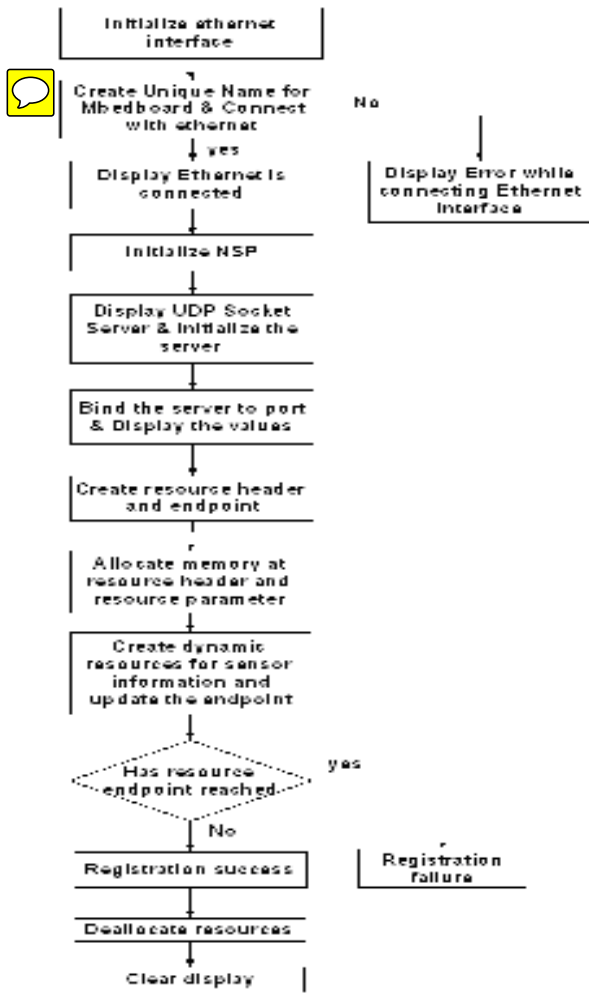 Initialize ethernet
interface
Create Unique Name for
Mbedboard & Connect
with ethernet
No
yes
Display Ethernet is
connected
Display Error while
connecting Ethernet
Interface
Initialize NSP
Display UDP Socket
Server & Initialize the
server
Bind the server to port
& Display the values
Create resource header
and endpoint
Allocate memory at
resource header and
resource parameter
Create dynamic
resources for sensor
information and
update the endpoint
Has resource
endpoint reached
yes
No
Registration success
Registration
failure
Deallocate resources
Clear display